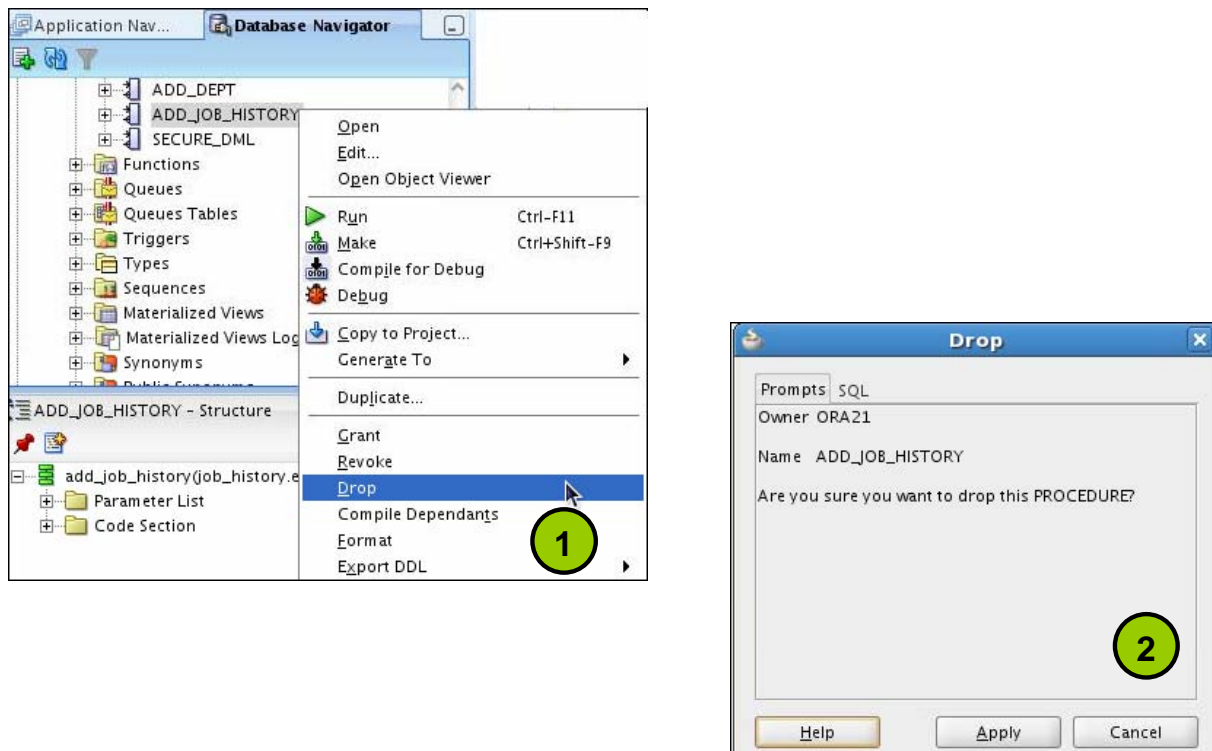 Application Nav...
Database Navigator
ADD_DEPT
ADD_JOB_HISTORY
SECURE_DML
Functions
Queues
Queues Tables
Triggers
Types
Sequences
Materialized Views
Materialized Views Log
Synonyms
ADD_JOB_HISTORY - Structure
add_job_history(job_history.e
Parameter List
Code Section
Open
Edit...
Open Object Viewer
Run Ctrl-F11
Make Ctrl+Shift-F9
Compile for Debug
Debug
Copy to Project...
Generate To
Duplicate...
Grant
Revoke
Drop
Compile Dependants
Format
Export DDL
1
Drop
Prompts SQL
Owner ORA21
Name ADD_JOB_HISTORY
Are you sure you want to drop this PROCEDURE?
2
Help Apply Cancel